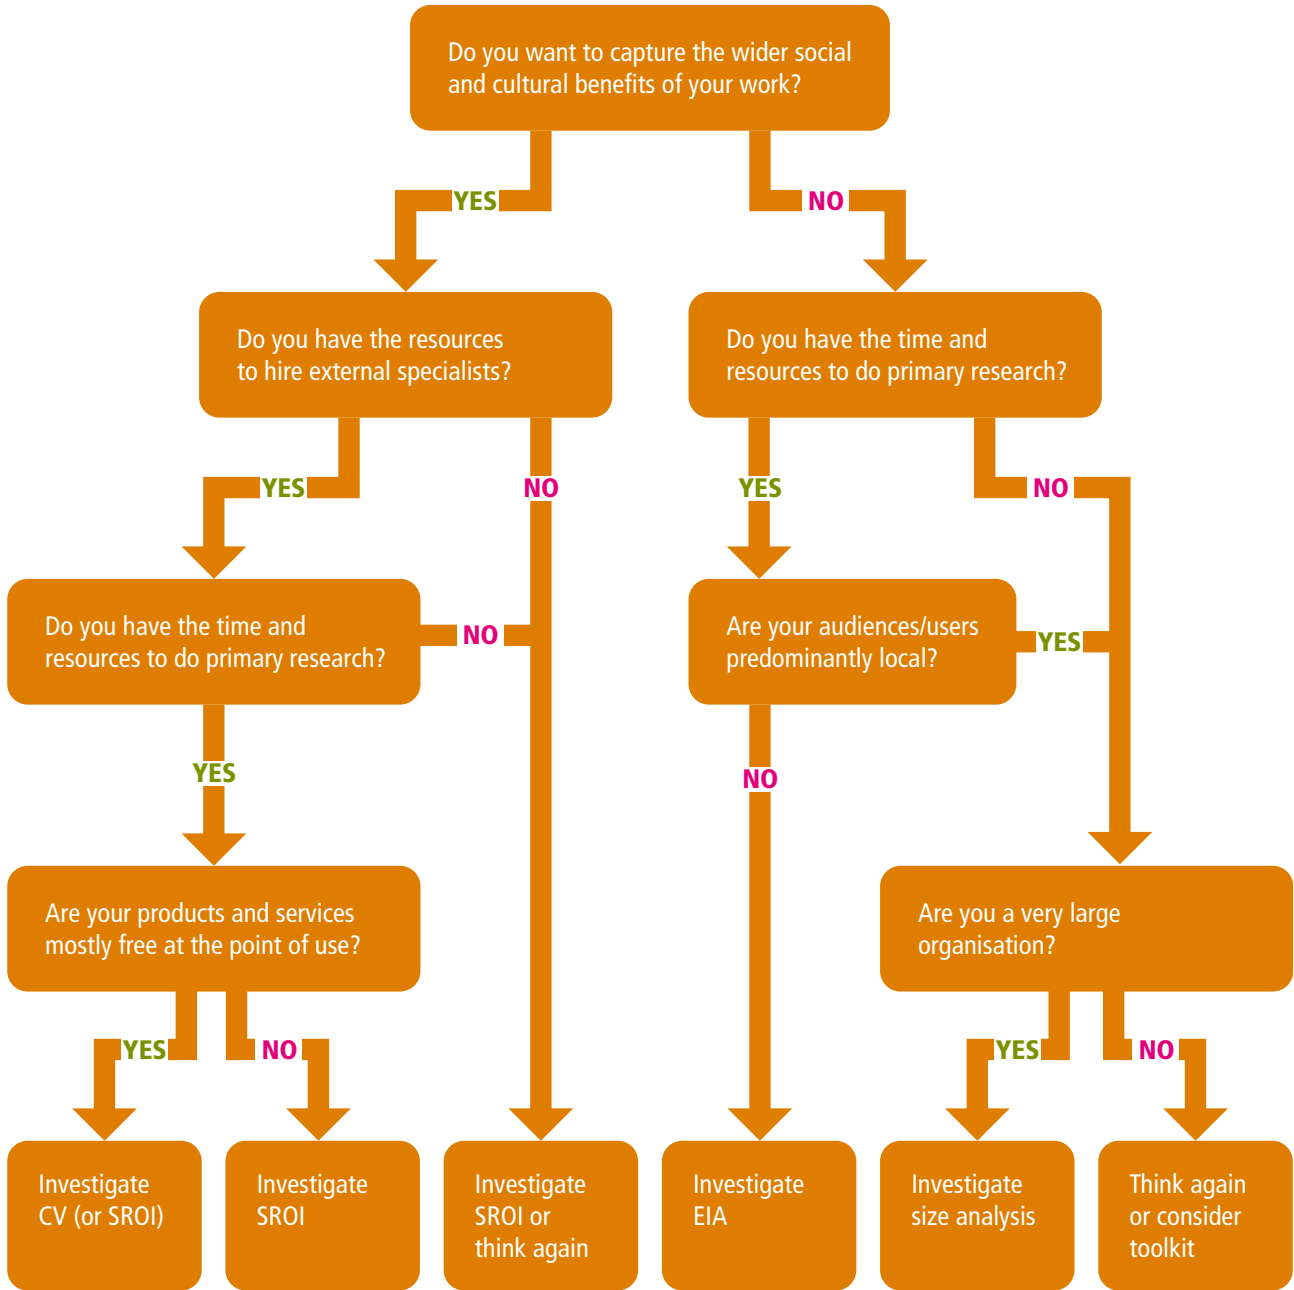 Do you want to capture the wider social
and cultural benefits of your work?
YES
NO
Do you have the resources
to hire external specialists?
Do you have the time and
resources to do primary research?
YES
NO
YES
NO
Do you have the time and
resources to do primary research?
NO
Are your audiences/users
predominantly local?
YES
YES
NO
Are your products and services
mostly free at the point of use?
Are you a very large
organisation?
YES
NO
YES
NO
Investigate
CV (or SROI)
Investigate
SROI
Investigate
SROI or
think again
Investigate
EIA
Investigate
size analysis
Think again
or consider
toolkit